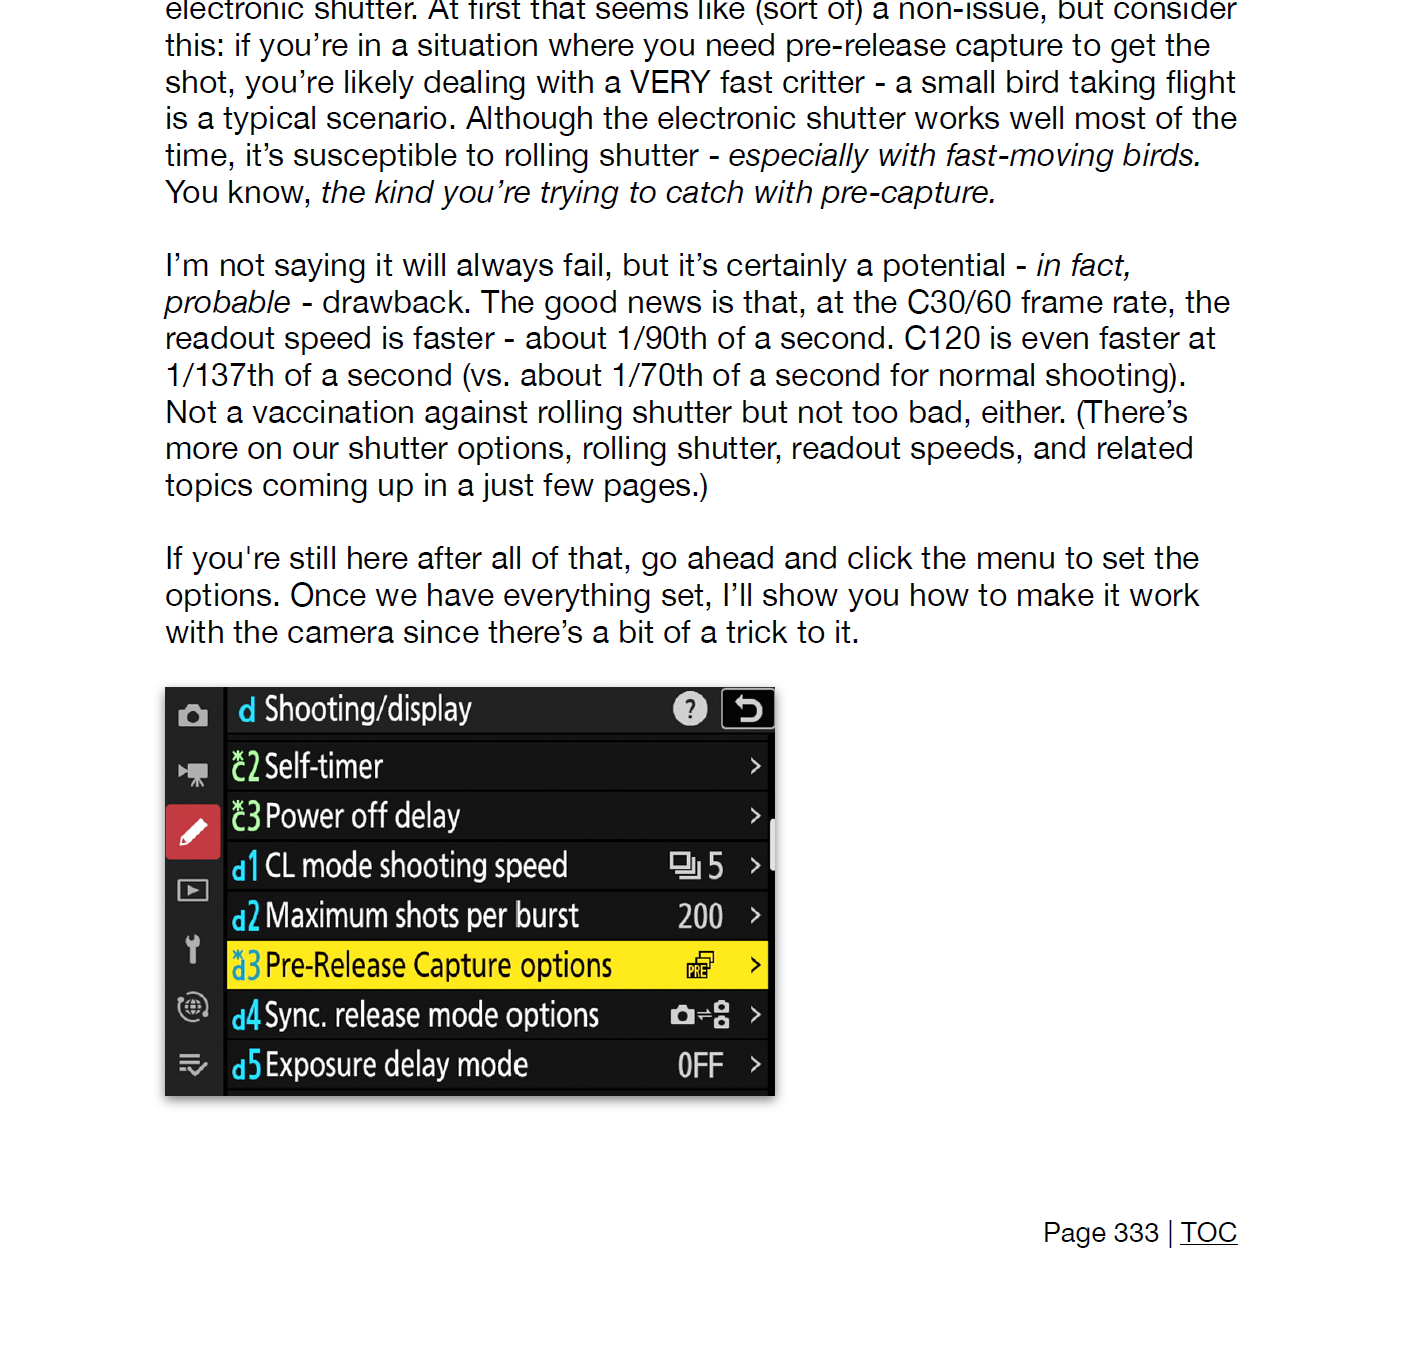 electronic shutter. At first that seems like (sort of) a non-issue, but consider
this: if you’re in a situation where you need pre-release capture to get the
shot, you’re likely dealing with a VERY fast critter - a small bird taking flight
is a typical scenario. Although the electronic shutter works well most of the
time, it’s susceptible to rolling shutter - especially with fast-moving birds.
You know, the kind you’re trying to catch with pre-capture.
I’m not saying it will always fail, but it’s certainly a potential - in fact,
probable - drawback. The good news is that, at the C30/60 frame rate, the
readout speed is faster - about 1/90th of a second. C120 is even faster at
1/137th of a second (vs. about 1/70th of a second for normal shooting).
Not a vaccination against rolling shutter but not too bad, either. (There’s
more on our shutter options, rolling shutter, readout speeds, and related
topics coming up in a just few pages.)
If you're still here after all of that, go ahead and click the menu to set the
options. Once we have everything set, I’ll show you how to make it work
with the camera since there’s a bit of a trick to it.
d Shooting/display ?
*c2 Self-timer >
*c3 Power off delay >
d1 CL mode shooting speed 5 >
d2 Maximum shots per burst 200 >
*d3 Pre-Release Capture options PRE >
d4 Sync. release mode options >
d5 Exposure delay mode OFF >
Page 333 | TOC